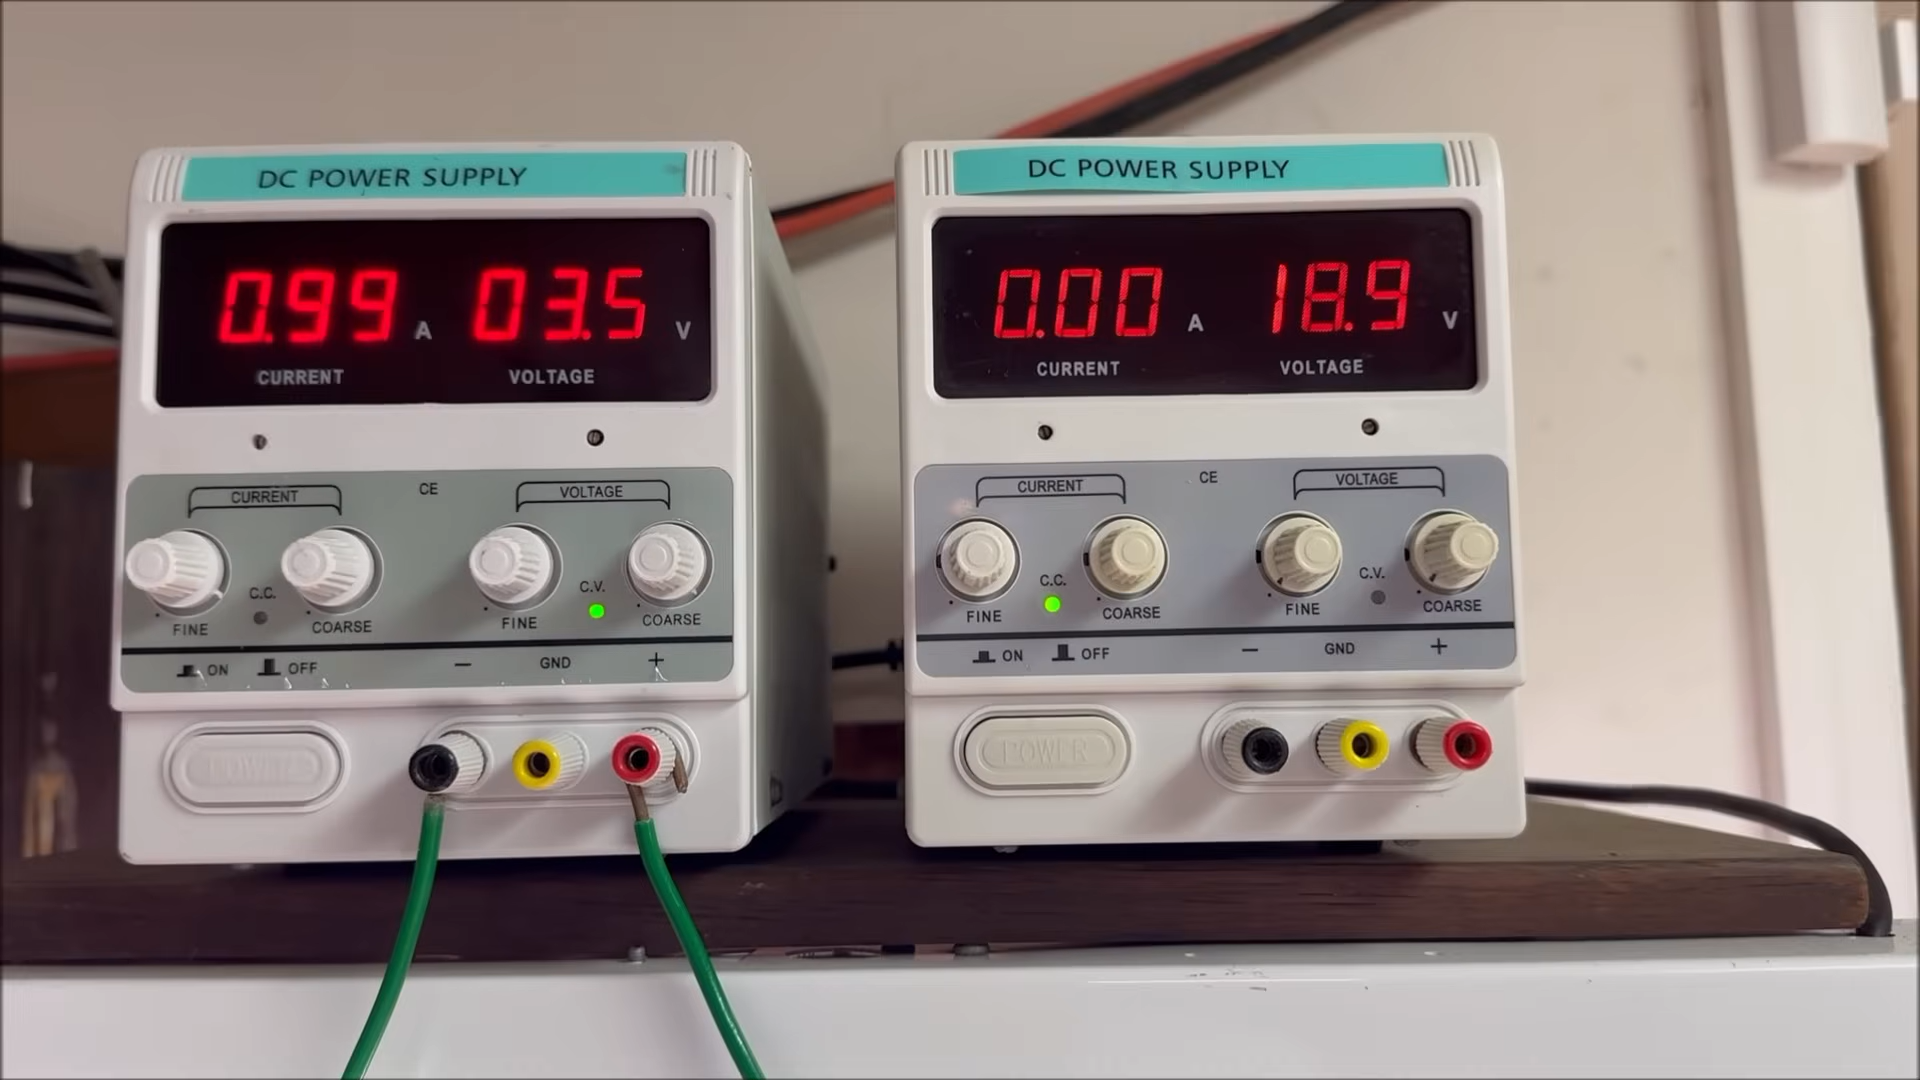 DC POWER SUPPLY
0.99 A 03.5 V
CURRENT VOLTAGE
CURRENT CE VOLTAGE
C.C. C.V.
FINE COARSE FINE COARSE
ON OFF − GND +
POWER
DC POWER SUPPLY
0.00 A 18.9 V
CURRENT VOLTAGE
CURRENT CE VOLTAGE
C.C. C.V.
FINE COARSE FINE COARSE
ON OFF − GND +
POWER